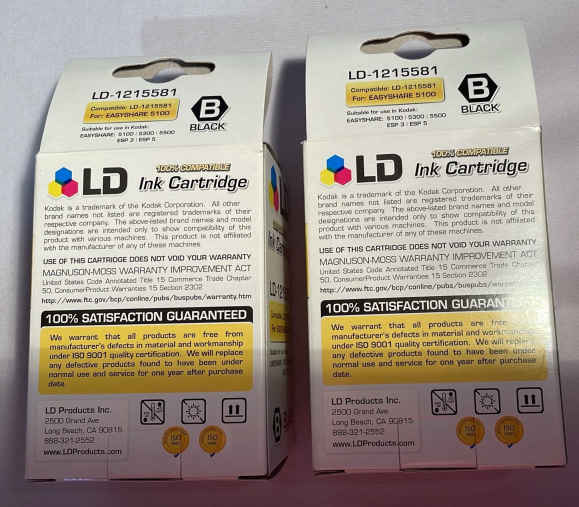 LD-1215581
Compatible: LD-1215581
For: EASYSHARE 5100
B
BLACK
Suitable for use in Kodak:
EASYSHARE: 5100 : 5300 : 5500
ESP 3 : ESP 5
LD
100% COMPATIBLE
Ink Cartridge
Kodak is a trademark of the Kodak Corporation. All other
brand names not listed are registered trademarks of their
respective company. The above-listed brand names and model
designations are intended only to show compatibility of this
product with various machines. This product is not affiliated
with the manufacturer of any of these machines.
USE OF THIS CARTRIDGE DOES NOT VOID YOUR WARRANTY
MAGNUSON-MOSS WARRANTY IMPROVEMENT ACT
United States Code Annotated Title 15 Commerce Trade Chapter
50, ConsumerProduct Warranties 15 Section 2302
http://www.ftc.gov/bcp/conline/pubs/buspubs/warranty.htm
100% SATISFACTION GUARANTEED
We warrant that all products are free from
manufacturer's defects in material and workmanship
under ISO 9001 quality certification. We will replace
any defective products found to have been under
normal use and service for one year after purchase
date.
LD Products Inc.
2500 Grand Ave
Long Beach, CA 90815
888-321-2552
www.LDProducts.com
ISO
ISO
LD-1215581
Compatible: LD-1215581
For: EASYSHARE 5100
B
BLACK
Suitable for use in Kodak:
EASYSHARE: 5100 : 5300 : 5500
ESP 3 : ESP 5
LD
100% COMPATIBLE
Ink Cartridge
Kodak is a trademark of the Kodak Corporation. All other
brand names not listed are registered trademarks of their
respective company. The above-listed brand names and model
designations are intended only to show compatibility of this
product with various machines. This product is not affiliated
with the manufacturer of any of these machines.
USE OF THIS CARTRIDGE DOES NOT VOID YOUR WARRANTY
MAGNUSON-MOSS WARRANTY IMPROVEMENT ACT
United States Code Annotated Title 15 Commerce Trade Chapter
50, ConsumerProduct Warranties 15 Section 2302
http://www.ftc.gov/bcp/conline/pubs/buspubs/
100% SATISFACTION
We warrant that all products are free
manufacturer's defects in material and
under ISO 9001 quality certification. We will replace
any defective products found to have been under
normal use and service for one year after purchase
date.
LD Products Inc.
2500 Grand Ave
Long Beach, CA 90815
888-321-2552
www.LDProducts.com
ISO
ISO